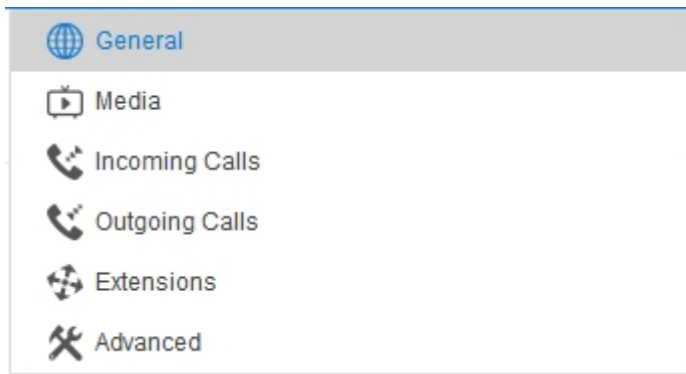 General
Media
Incoming Calls
Outgoing Calls
Extensions
Advanced